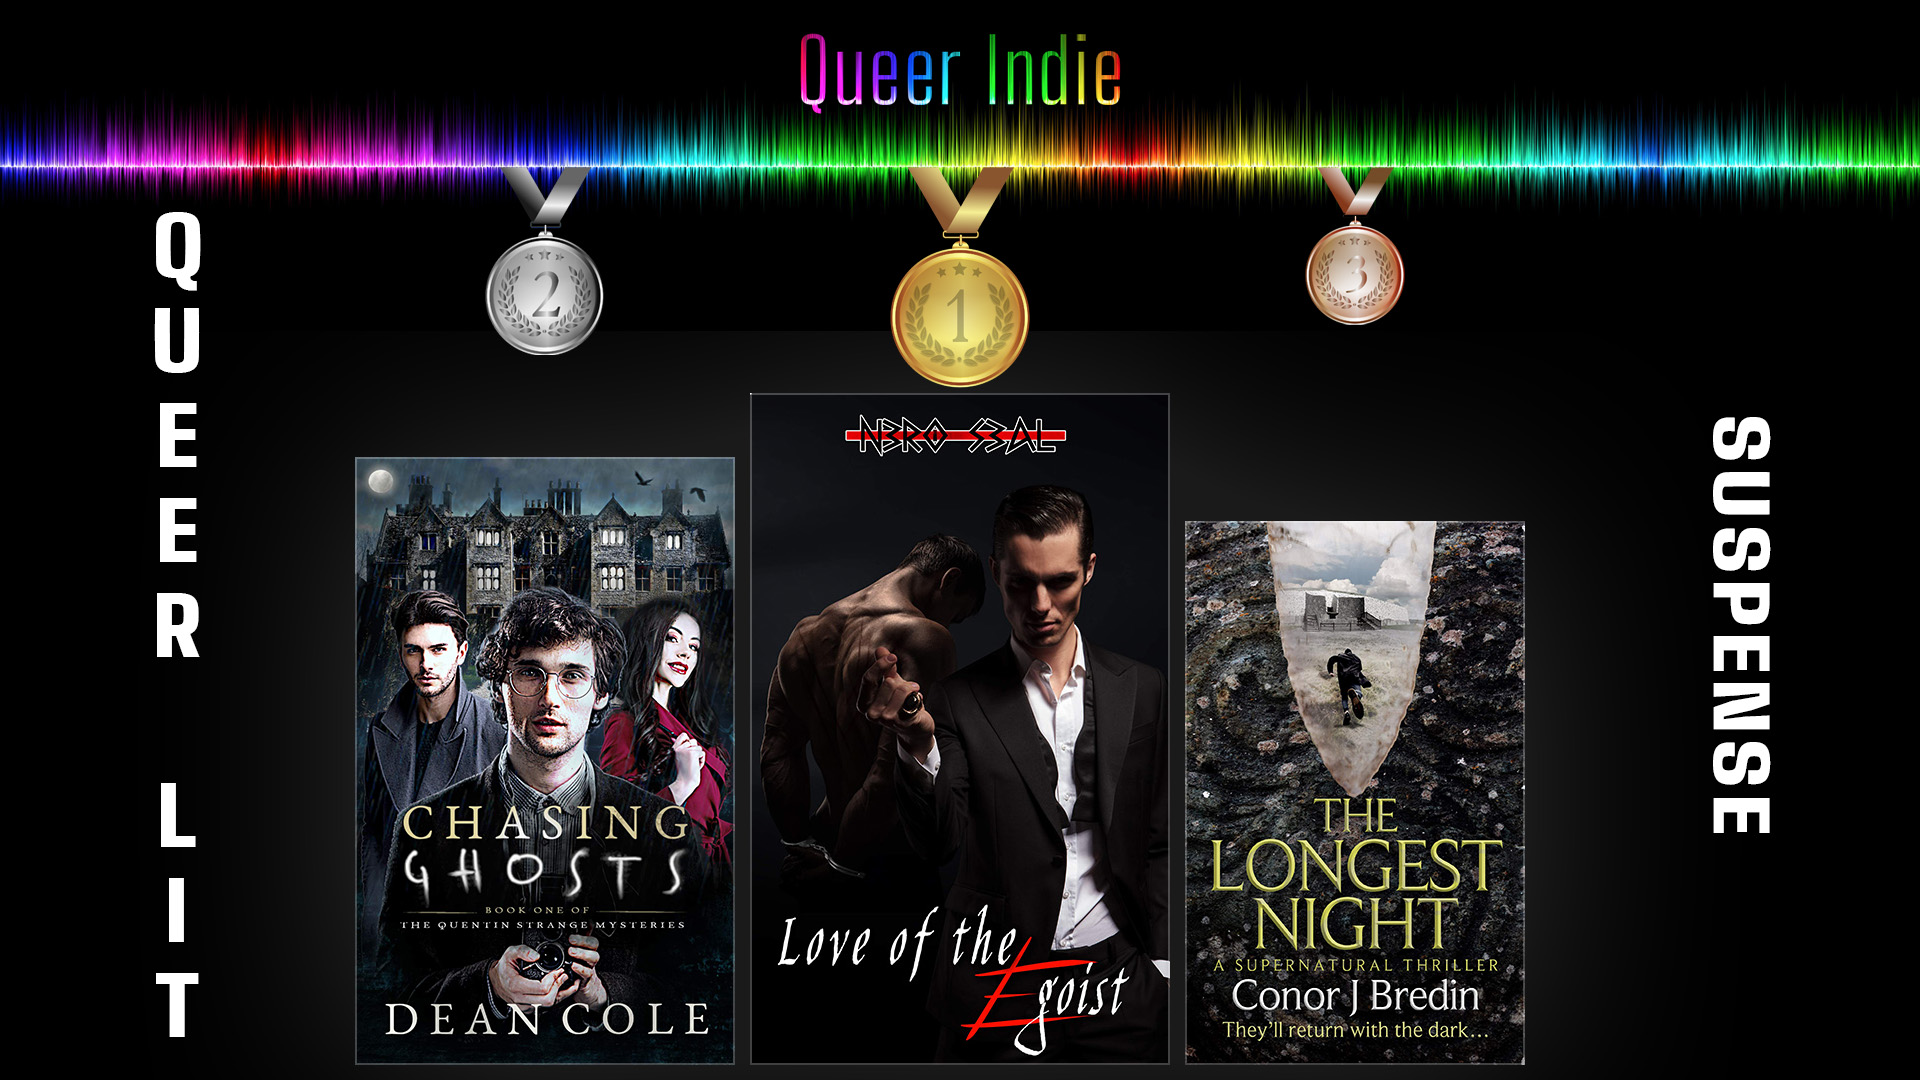 Queer Indie
QUEER LIT
2
1
3
SUSPENSE
CHASING
GHOSTS
BOOK ONE OF
THE QUENTIN STRANGE MYSTERIES
DEAN COLE
NERO SEAL
Love of the
Egoist
THE
LONGEST
NIGHT
A SUPERNATURAL THRILLER
Conor J Bredin
They'll return with the dark...